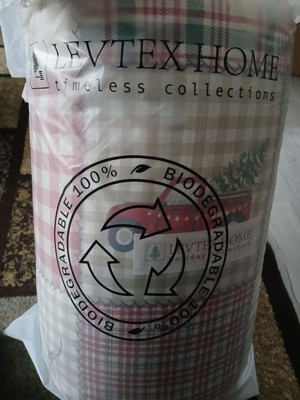 LEVTEX HOME
timeless collections
BIODEGRADABLE 100%
BIODEGRADABLE 100%
LEVTEX HOME